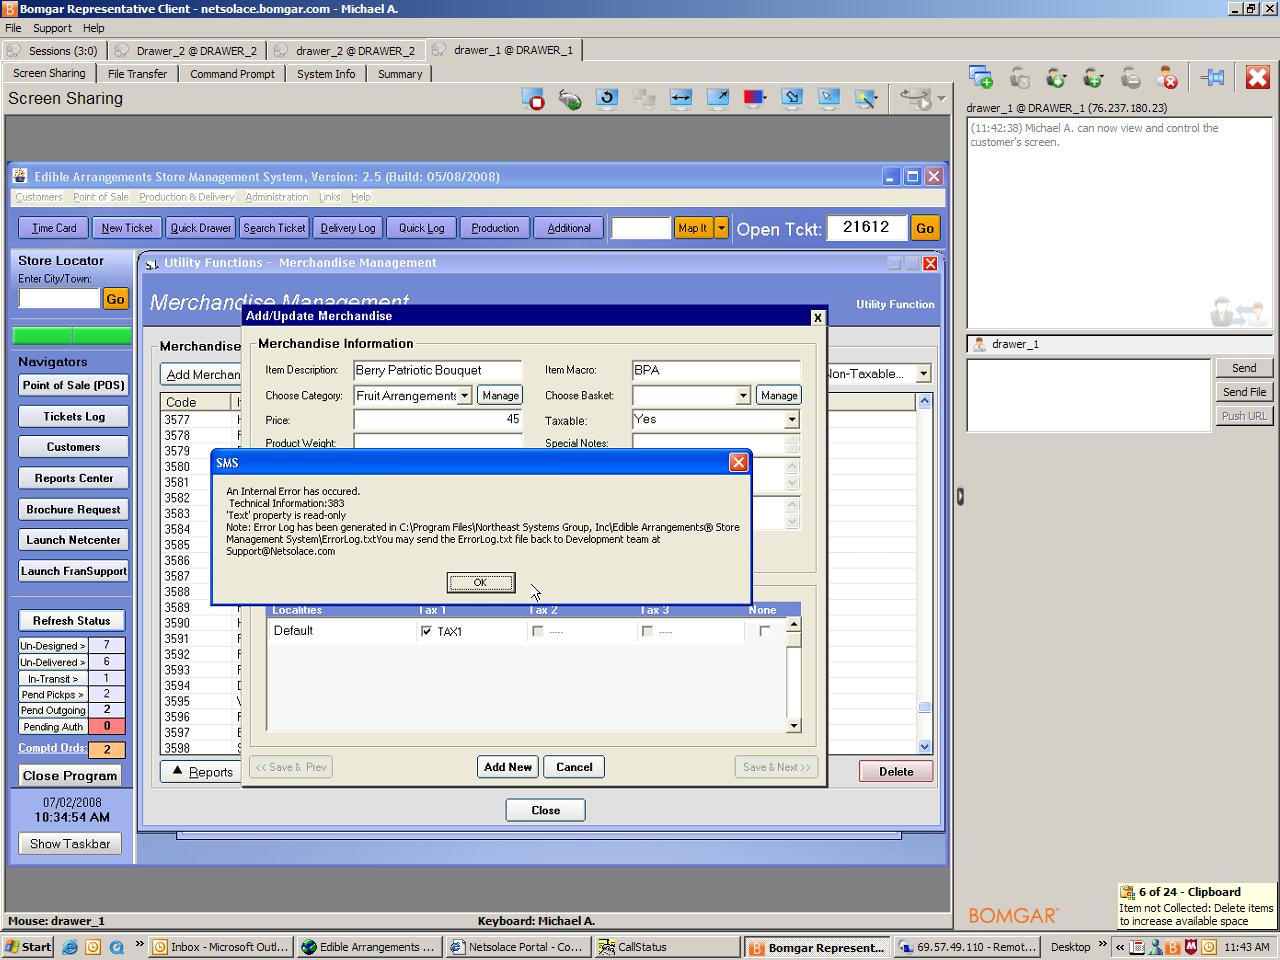 Bomgar Representative Client - netsolace.bomgar.com - Michael A.
File Support Help
Sessions (3:0) Drawer_2 @ DRAWER_2 drawer_2 @ DRAWER_2 drawer_1 @ DRAWER_1
Screen Sharing File Transfer Command Prompt System Info Summary
Screen Sharing
drawer_1 @ DRAWER_1 (76.237.180.23)
(11:42:38) Michael A. can now view and control the
customer's screen.
drawer_1
Send
Send File
Push URL
Edible Arrangements Store Management System, Version: 2.5 (Build: 05/08/2008)
Customers Point of Sale Production & Delivery Administration Links Help
Time Card New Ticket Quick Drawer Search Ticket Delivery Log Quick Log Production Additional Map It Open Tckt: 21612 Go
Store Locator
Enter City/Town:
Go
Navigators
Point of Sale (POS)
Tickets Log
Customers
Reports Center
Brochure Request
Launch Netcenter
Launch FranSupport
Refresh Status
Un-Designed > 7
Un-Delivered > 6
In-Transit > 1
Pend Pickps > 2
Pend Outgoing 2
Pending Auth 0
Compltd Ords: 2
Close Program
07/02/2008
10:34:54 AM
Show Taskbar
Utility Functions - Merchandise Management
Merchandise Management
Utility Function
Merchandise
Add Merchan
Non-Taxable...
Code
3577
3578
3579
3580
3581
3582
3583
3584
3585
3586
3587
3588
3589
3590
3591
3592
3593
3594
3595
3596
3597
3598
Reports
Delete
Close
Add/Update Merchandise
X
Merchandise Information
Item Description: Berry Patriotic Bouquet Item Macro: BPA
Choose Category: Fruit Arrangements Manage Choose Basket: Manage
Price: 45 Taxable: Yes
Product Weight: Special Notes:
SMS
An Internal Error has occured.
Technical Information:383
'Text' property is read-only
Note: Error Log has been generated in C:\Program Files\Northeast Systems Group, Inc\Edible Arrangements® Store
Management System\ErrorLog.txtYou may send the ErrorLog.txt file back to Development team at
Support@Netsolace.com
OK
Localities Tax 1 Tax 2 Tax 3 None
Default TAX1 ----- -----
<< Save & Prev Add New Cancel Save & Next >>
6 of 24 - Clipboard
Item not Collected: Delete items
to increase available space
BOMGAR
Mouse: drawer_1 Keyboard: Michael A.
Start » Inbox - Microsoft Outl... Edible Arrangements ... Netsolace Portal - Co... CallStatus Bomgar Represent... 69.57.49.110 - Remot... Desktop » « 11:43 AM